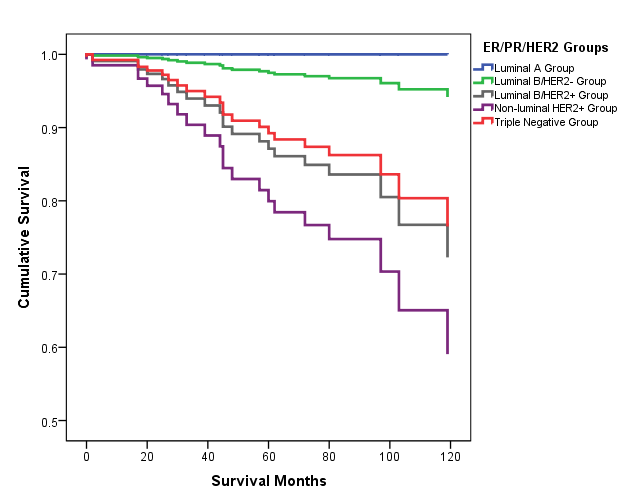 ER/PR/HER2 Groups
Luminal A Group
Luminal B/HER2- Group
Luminal B/HER2+ Group
Non-luminal HER2+ Group
Triple Negative Group
Cumulative Survival
1.0
0.9
0.8
0.7
0.6
0.5
0 20 40 60 80 100 120
Survival Months